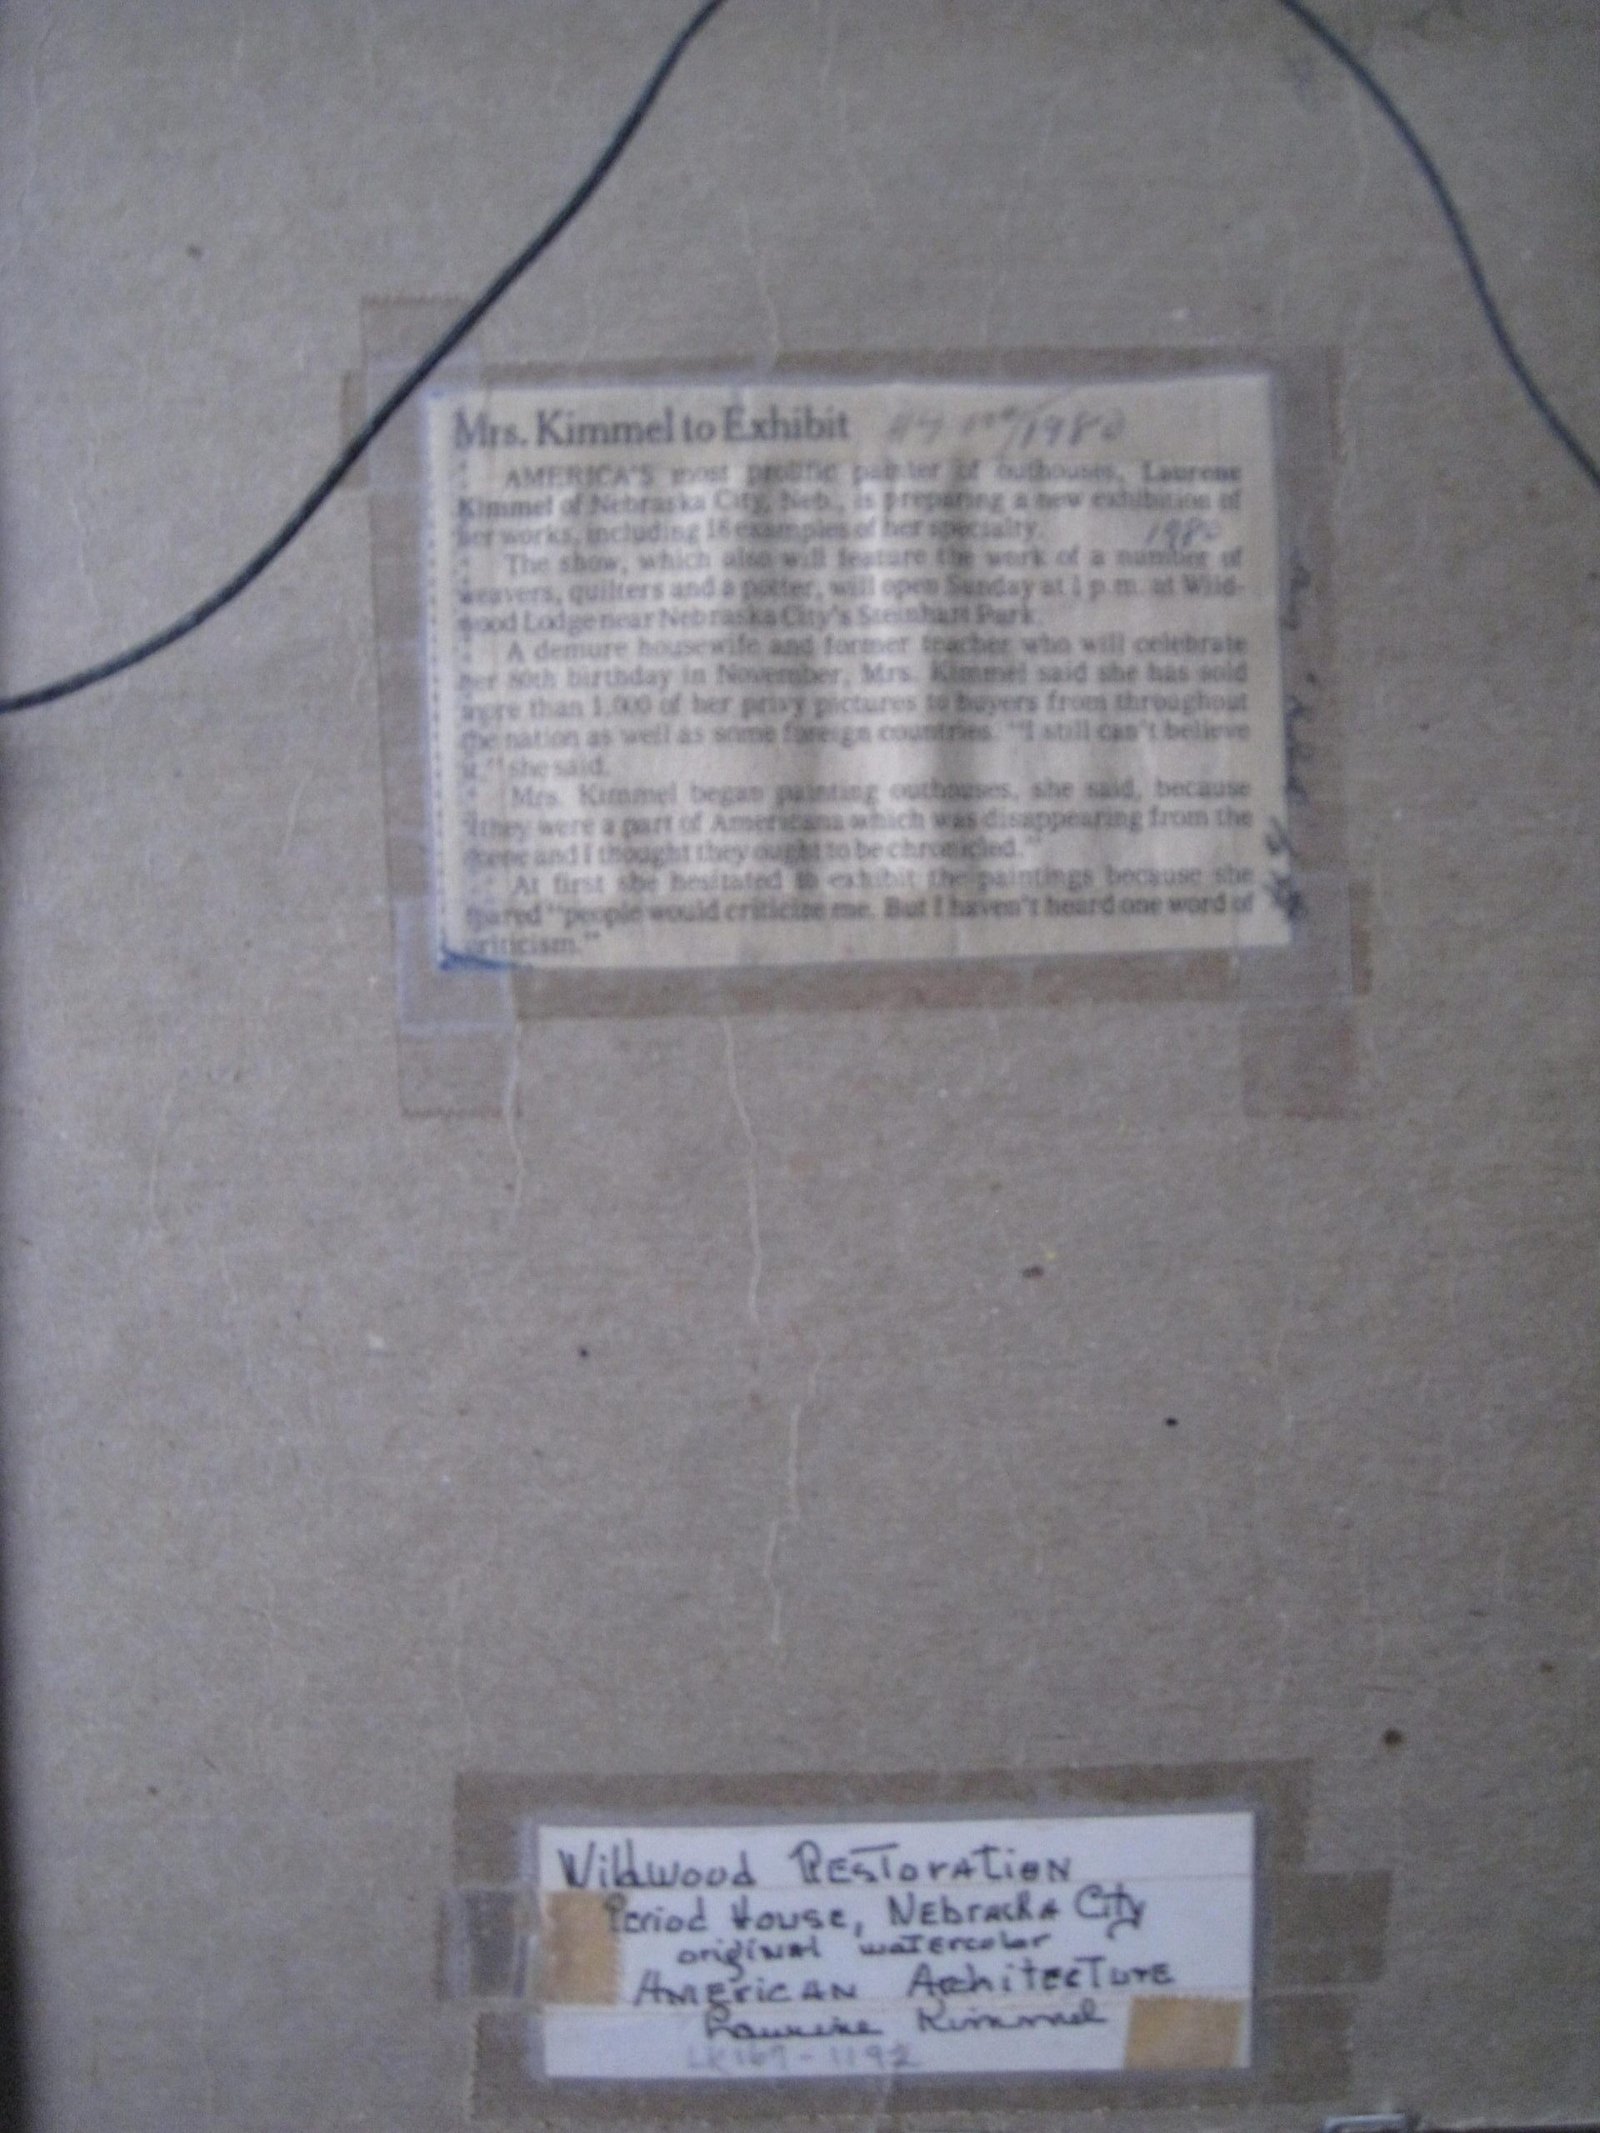 Mrs. Kimmel to Exhibit 1980
AMERICA'S most prolific painter of outhouses, Laurene
Kimmel of Nebraska City, Neb., is preparing a new exhibition of
her works, including 16 examples of her specialty.
1980
The show, which also will feature the work of a number of
weavers, quilters and a potter, will open Sunday at 1 p.m. at Wild-
wood Lodge near Nebraska City's Steinhart Park.
A demure housewife and former teacher who will celebrate
her 80th birthday in November, Mrs. Kimmel said she has sold
more than 1,000 of her privy pictures to buyers from throughout
the nation as well as some foreign countries. "I still can't believe
it," she said.
Mrs. Kimmel began painting outhouses, she said, because
"they were a part of Americana which was disappearing from the
scene and I thought they ought to be chronicled."
At first she hesitated to exhibit the paintings because she
feared "people would criticize me. But I haven't heard one word of
criticism."
Wildwood Restoration
Period House, Nebraska City
original watercolor
American Architecture
Laurene Kimmel